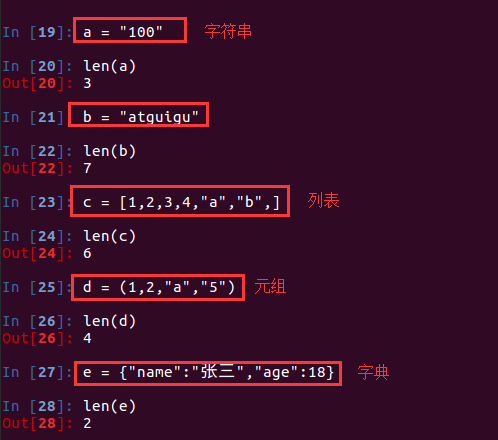 In [19]: a = "100" 字符串
In [20]: len(a)
Out[20]: 3
In [21] b = "atguigu"
In [22]: len(b)
Out[22]: 7
In [23]: c = [1,2,3,4,"a","b",] 列表
In [24]: len(c)
Out[24]: 6
In [25]: d = (1,2,"a","5") 元组
In [26]: len(d)
Out[26]: 4
In [27]: e = {"name":"张三","age":18} 字典
In [28]: len(e)
Out[28]: 2